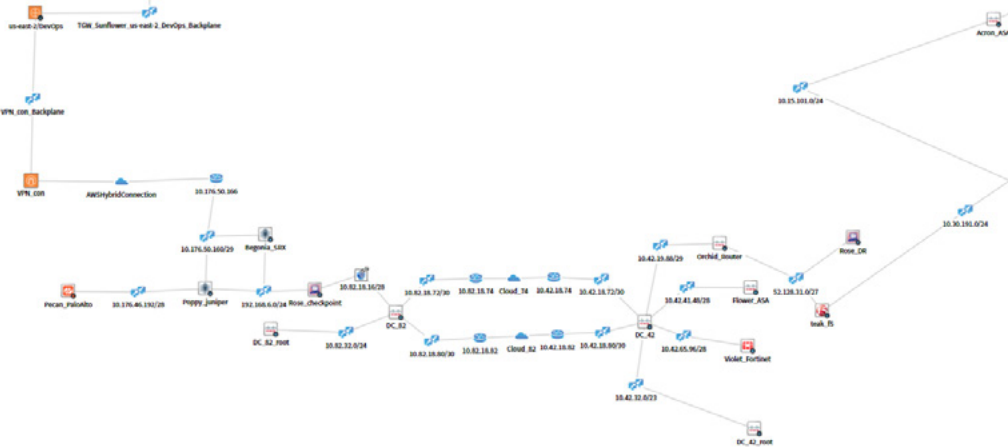 us-east-2/DevOps
TGW_Sunflower_us-east-2_DevOps_Backplane
Acron_ASA
10.15.101.0/24
VPN_con_Backplane
VPN_con
AWSHybridConnection
10.176.50.166
10.30.191.0/24
10.176.50.160/29
Begonia_SRX
10.42.19.88/29
Orchid_Router
Rose_DR
Pecan_PaloAlto
10.176.46.192/28
Poppy_juniper
192.168.6.0/24
Rose_checkpoint
10.82.18.16/28
10.82.18.72/30
10.82.18.74
Cloud_74
10.42.18.74
10.42.18.72/30
10.42.41.48/28
Flower_ASA
52.128.31.0/27
teak_f5
DC_82_root
10.82.32.0/24
DC_82
10.82.18.80/30
10.82.18.82
Cloud_82
10.42.18.82
10.42.18.80/30
DC_42
10.42.65.96/28
Violet_Fortinet
10.42.32.0/23
DC_42_root